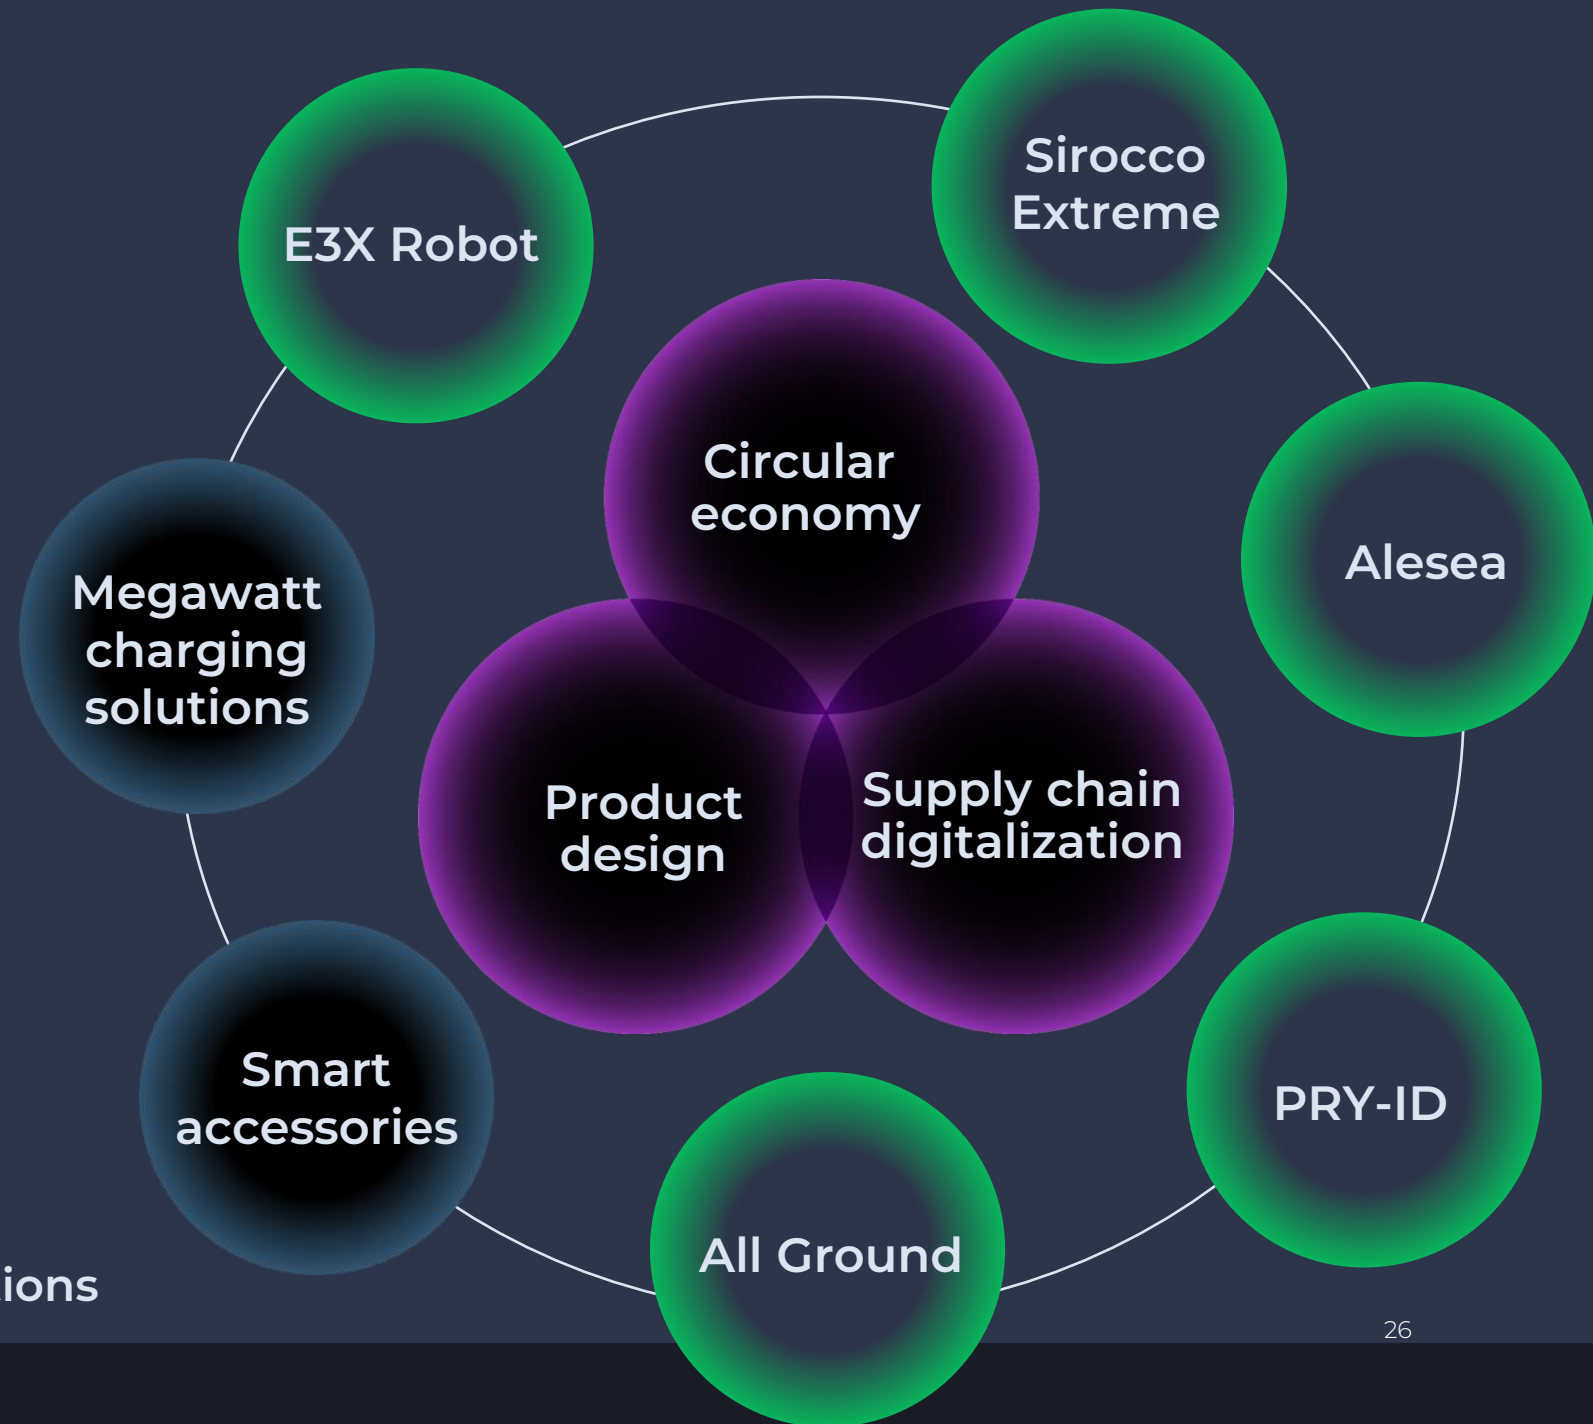 Sirocco
Extreme
E3X Robot
Circular
economy
Alesea
Megawatt
charging
solutions
Product
design
Supply chain
digitalization
Smart
accessories
PRY-ID
All Ground
ions
26